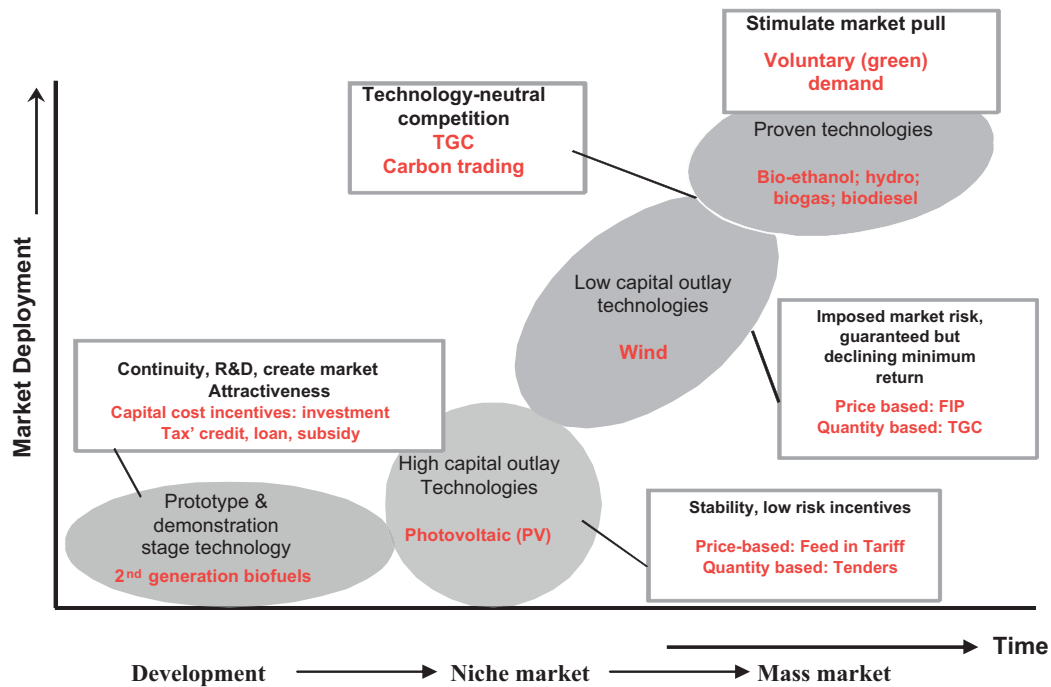 Stimulate market pull
Voluntary (green)
demand
Technology-neutral
competition
TGC
Carbon trading
Proven technologies
Bio-ethanol; hydro;
biogas; biodiesel
Market Deployment
Low capital outlay
technologies
Wind
Imposed market risk,
guaranteed but
declining minimum
return
Price based: FIP
Quantity based: TGC
Continuity, R&D, create market
Attractiveness
Capital cost incentives: investment
Tax' credit, loan, subsidy
High capital outlay
Technologies
Photovoltaic (PV)
Prototype &
demonstration
stage technology
2nd generation biofuels
Stability, low risk incentives
Price-based: Feed in Tariff
Quantity based: Tenders
Time
Development
Niche market
Mass market